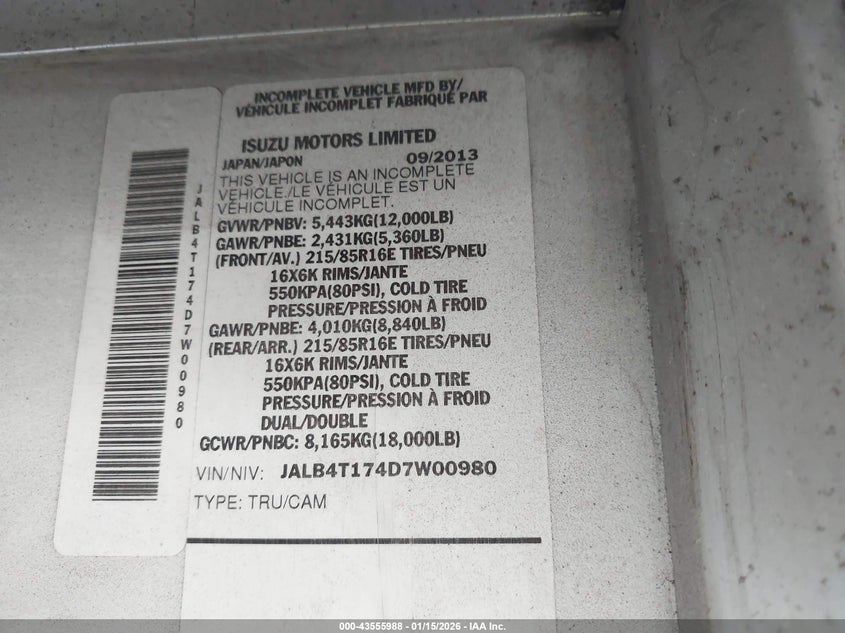 INCOMPLETE VEHICLE MFD BY/
VÉHICULE INCOMPLET FABRIQUÉ PAR
ISUZU MOTORS LIMITED
JAPAN/JAPON 09/2013
THIS VEHICLE IS AN INCOMPLETE
VEHICLE./LE VÉHICULE EST UN
VÉHICULE INCOMPLET.
GVWR/PNBV: 5,443KG(12,000LB)
GAWR/PNBE: 2,431KG(5,360LB)
(FRONT/AV.) 215/85R16E TIRES/PNEU
16X6K RIMS/JANTE
550KPA(80PSI), COLD TIRE
PRESSURE/PRESSION À FROID
GAWR/PNBE: 4,010KG(8,840LB)
(REAR/ARR.) 215/85R16E TIRES/PNEU
16X6K RIMS/JANTE
550KPA(80PSI), COLD TIRE
PRESSURE/PRESSION À FROID
DUAL/DOUBLE
GCWR/PNBC: 8,165KG(18,000LB)
VIN/NIV: JALB4T174D7W00980
TYPE: TRU/CAM
JALB4T174D7W00980
000-43555988 - 01/15/2026 - IAA Inc.